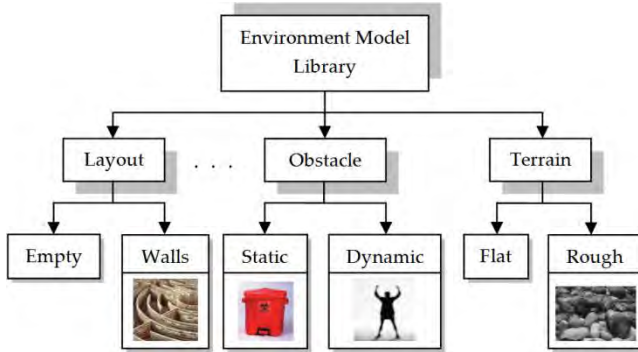 Environment Model
Library
Layout
. . .
Obstacle
Terrain
Empty
Walls
Static
Dynamic
Flat
Rough